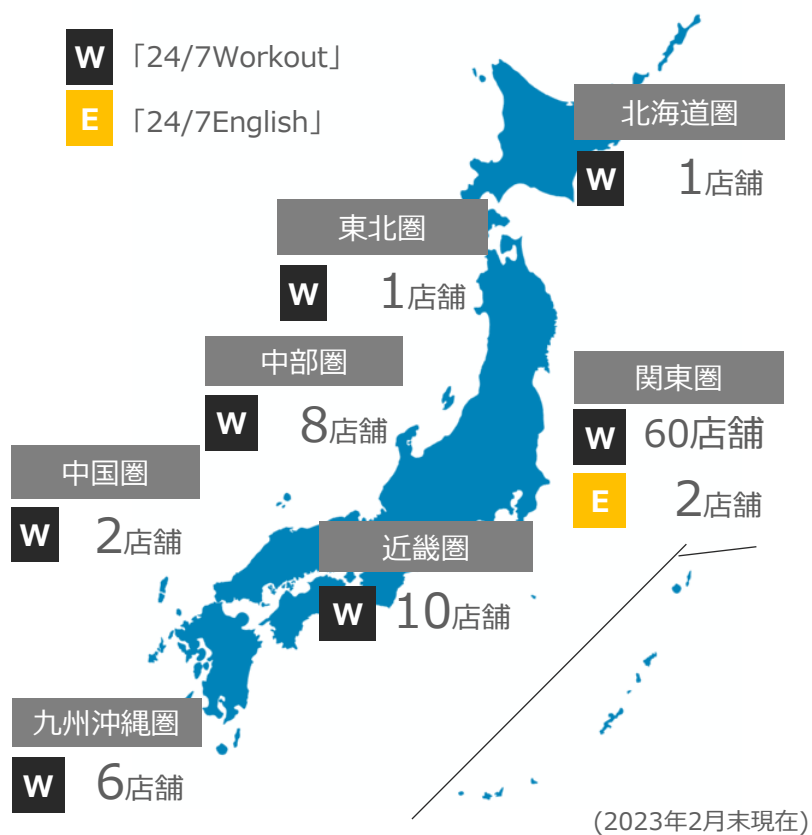 W 「24/7Workout」
E 「24/7English」
北海道圏
W 1店舗
東北圏
W 1店舗
中部圏
W 8店舗
関東圏
W 60店舗
E 2店舗
中国圏
W 2店舗
近畿圏
W 10店舗
九州沖縄圏
W 6店舗
(2023年2月末現在)